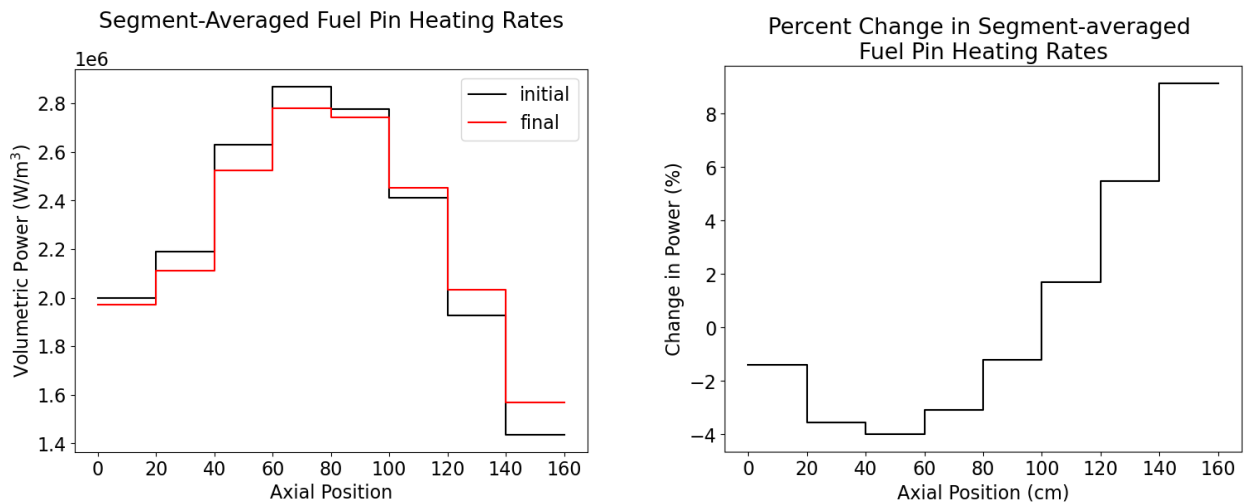 Segment-Averaged Fuel Pin Heating Rates
1e6
initial
final
2.8
2.6
2.4
2.2
2.0
1.8
1.6
1.4
Volumetric Power (W/m³)
0 20 40 60 80 100 120 140 160
Axial Position
Percent Change in Segment-averaged
Fuel Pin Heating Rates
8
6
4
2
0
−2
−4
Change in Power (%)
0 20 40 60 80 100 120 140 160
Axial Position (cm)